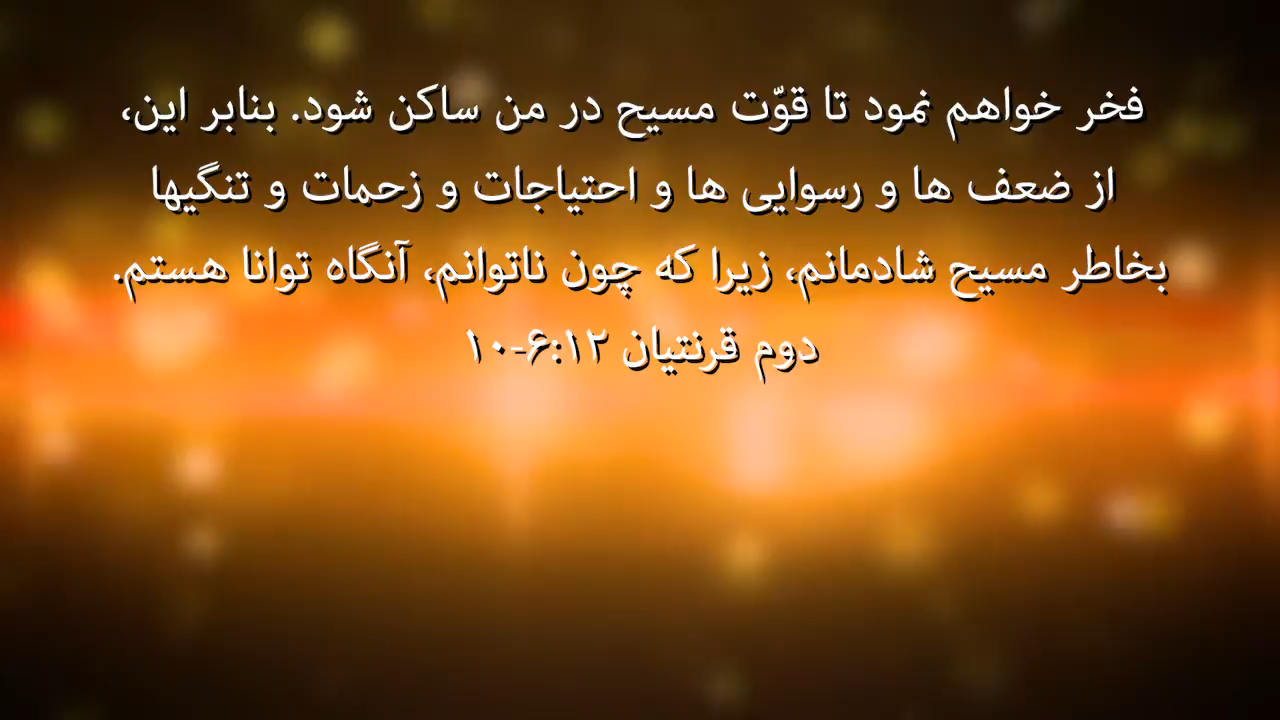 فخر خواهم نمود تا قوّت مسیح در من ساکن شود. بنابر این،
از ضعف ها و رسوایی ها و احتیاجات و زحمات و تنگیها
بخاطر مسیح شادمانم، زیرا که چون ناتوانم، آنگاه توانا هستم.
دوم قرنتیان ۶:۱۲-۱۰